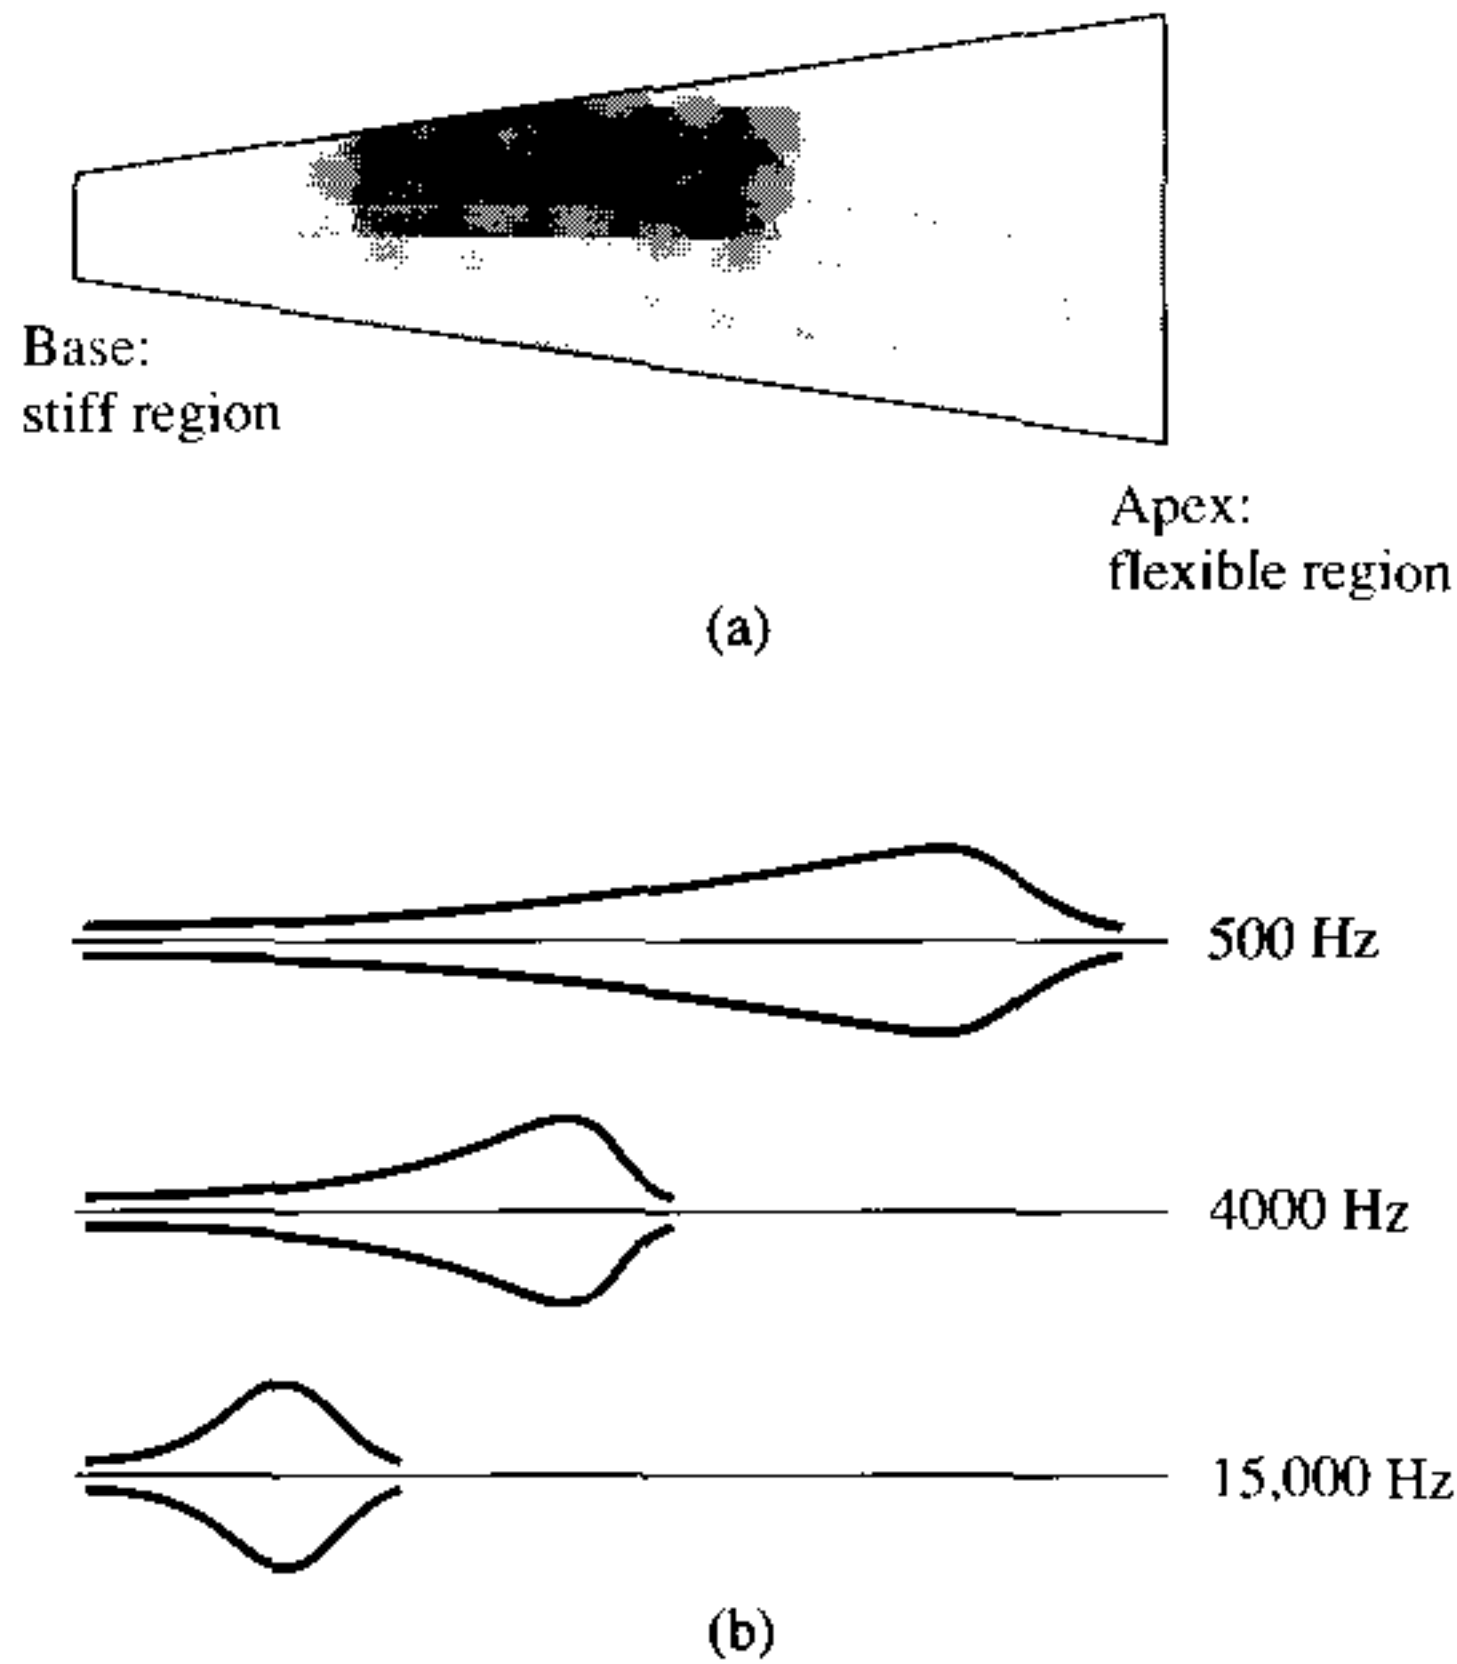 Base:
stiff region
Apex:
flexible region
(a)
500 Hz
4000 Hz
15,000 Hz
(b)